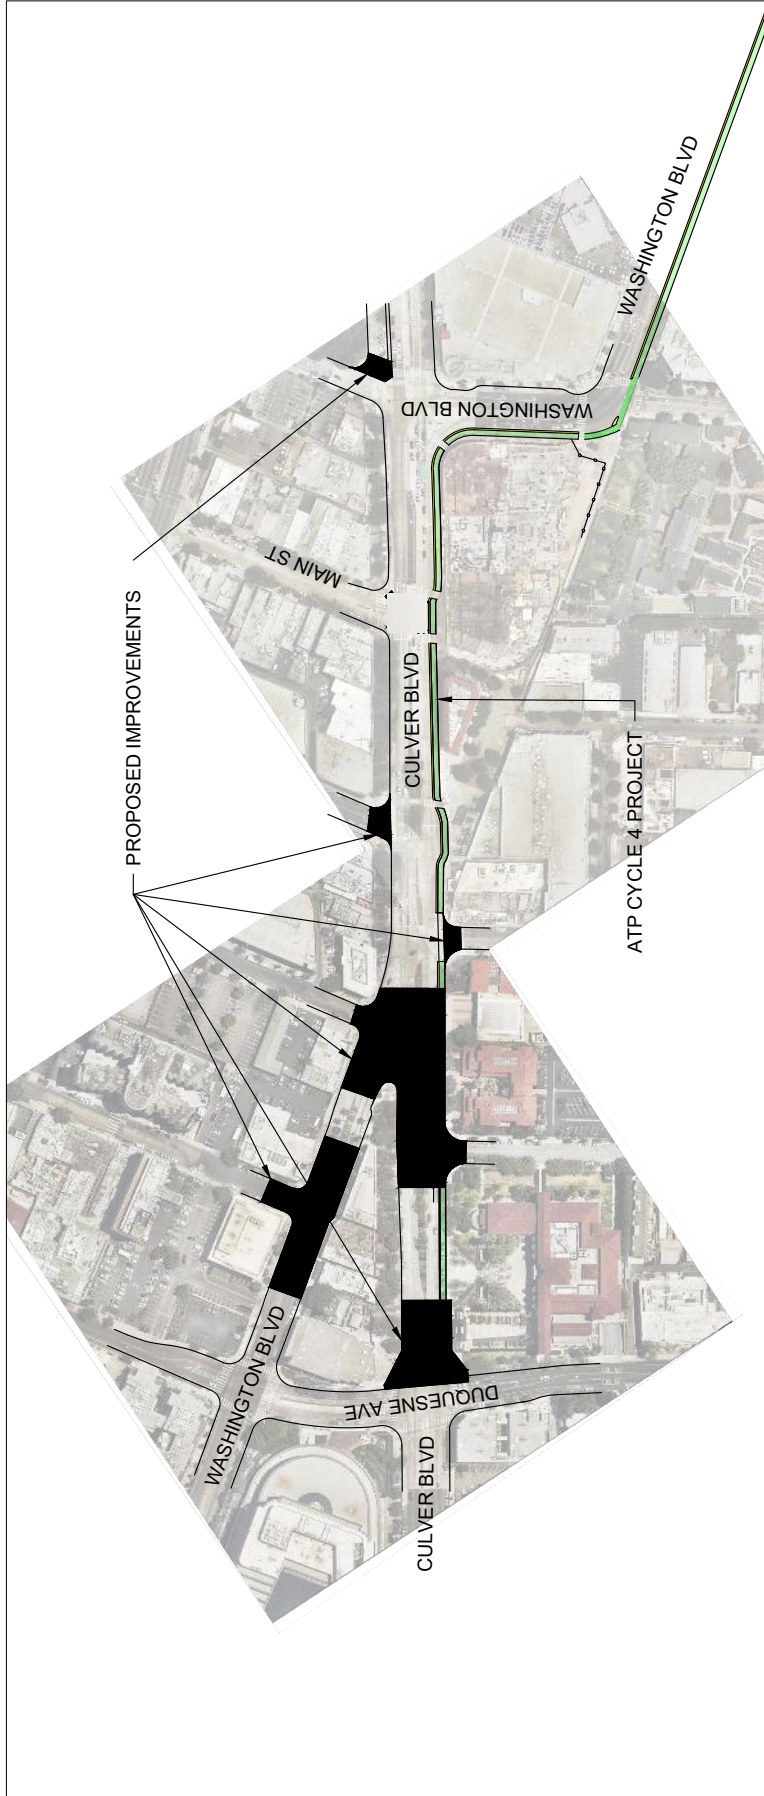 WASHINGTON BLVD
WASHINGTON BLVD
MAIN ST
PROPOSED IMPROVEMENTS
CULVER BLVD
ATP CYCLE 4 PROJECT
WASHINGTON BLVD
DUQUESNE AVE
CULVER BLVD